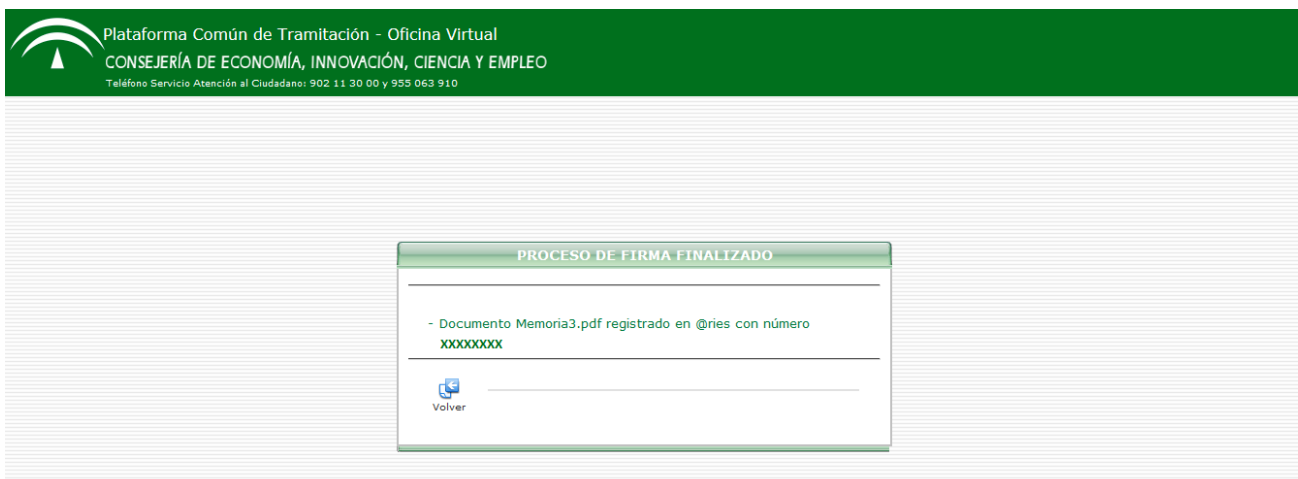 Plataforma Común de Tramitación - Oficina Virtual
CONSEJERÍA DE ECONOMÍA, INNOVACIÓN, CIENCIA Y EMPLEO
Teléfono Servicio Atención al Ciudadano: 902 11 30 00 y 955 063 910
PROCESO DE FIRMA FINALIZADO
- Documento Memoria3.pdf registrado en @ries con número
XXXXXXXX
Volver